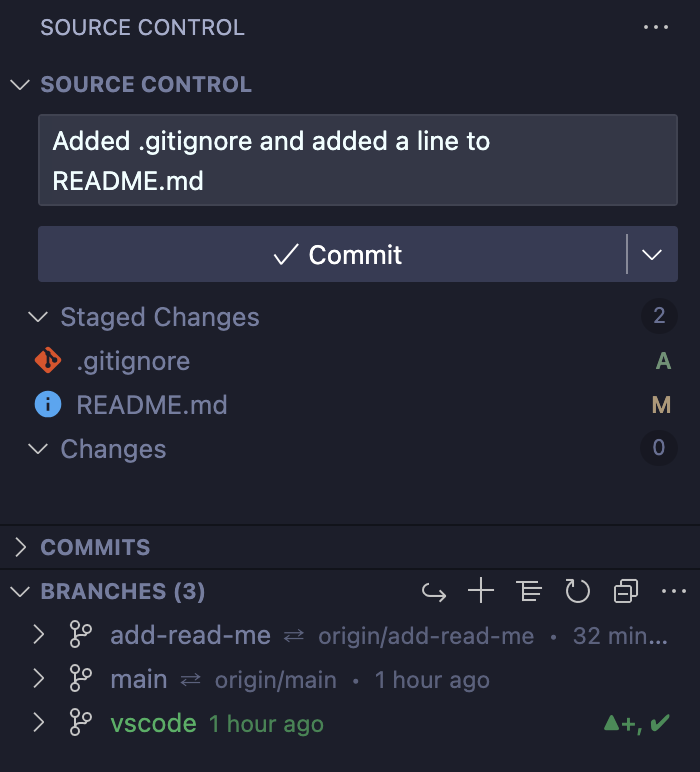 SOURCE CONTROL
SOURCE CONTROL
Added .gitignore and added a line to
README.md
Commit
Staged Changes 2
.gitignore A
README.md M
Changes 0
COMMITS
BRANCHES (3)
add-read-me origin/add-read-me • 32 min...
main origin/main • 1 hour ago
vscode 1 hour ago ▲+, ✔